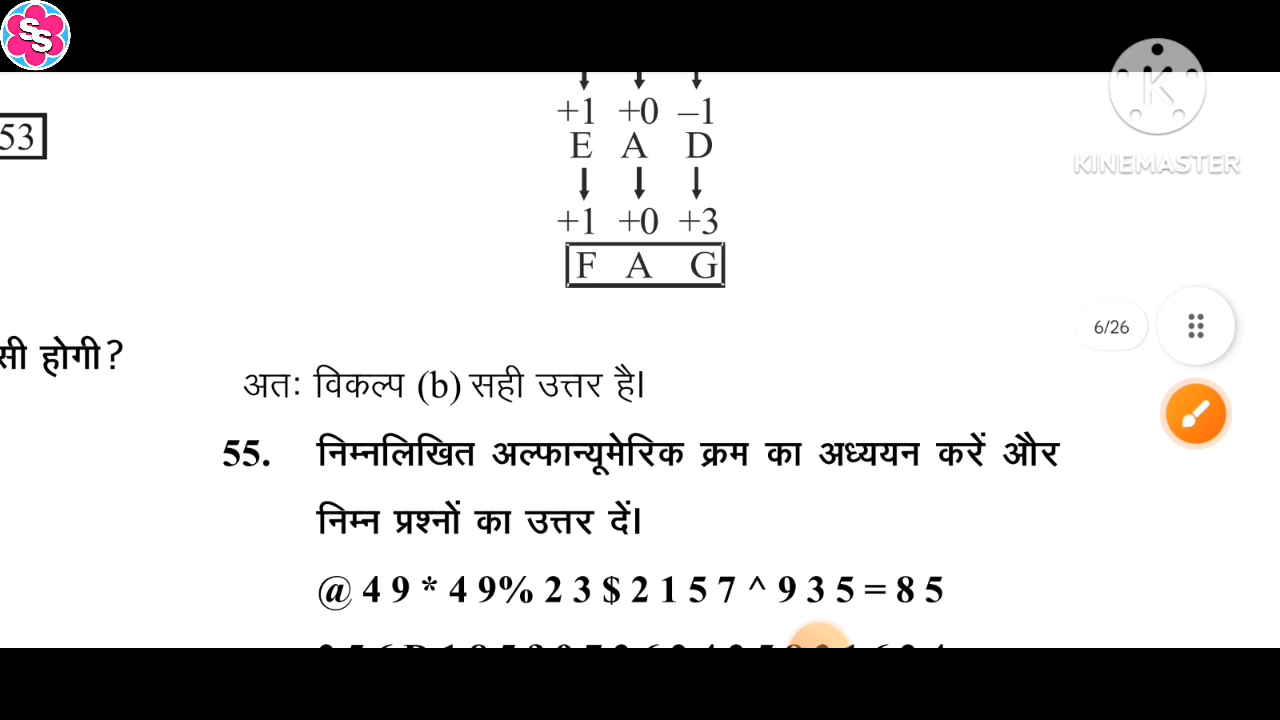 SS
KINEMASTER
53
+1 +0 –1
E A D
+1 +0 +3
F A G
6/26
सी होगी?
अतः विकल्प (b) सही उत्तर है।
55. निम्नलिखित अल्फान्यूमेरिक क्रम का अध्ययन करें और
निम्न प्रश्नों का उत्तर दें।
@ 4 9 * 4 9% 2 3 $ 2 1 5 7 ^ 9 3 5 = 8 5